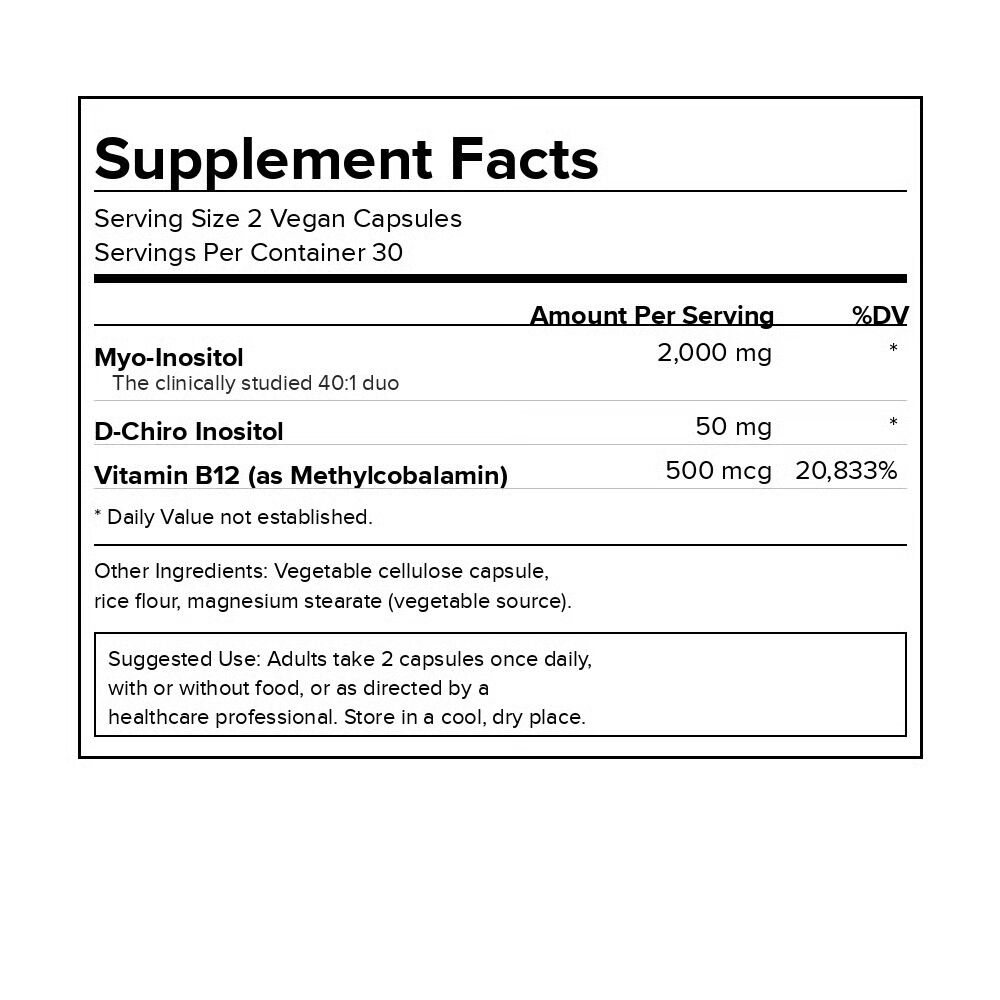 Supplement Facts
Serving Size 2 Vegan Capsules
Servings Per Container 30
Amount Per Serving %DV
Myo-Inositol 2,000 mg *
The clinically studied 40:1 duo
D-Chiro Inositol 50 mg *
Vitamin B12 (as Methylcobalamin) 500 mcg 20,833%
* Daily Value not established.
Other Ingredients: Vegetable cellulose capsule,
rice flour, magnesium stearate (vegetable source).
Suggested Use: Adults take 2 capsules once daily,
with or without food, or as directed by a
healthcare professional. Store in a cool, dry place.